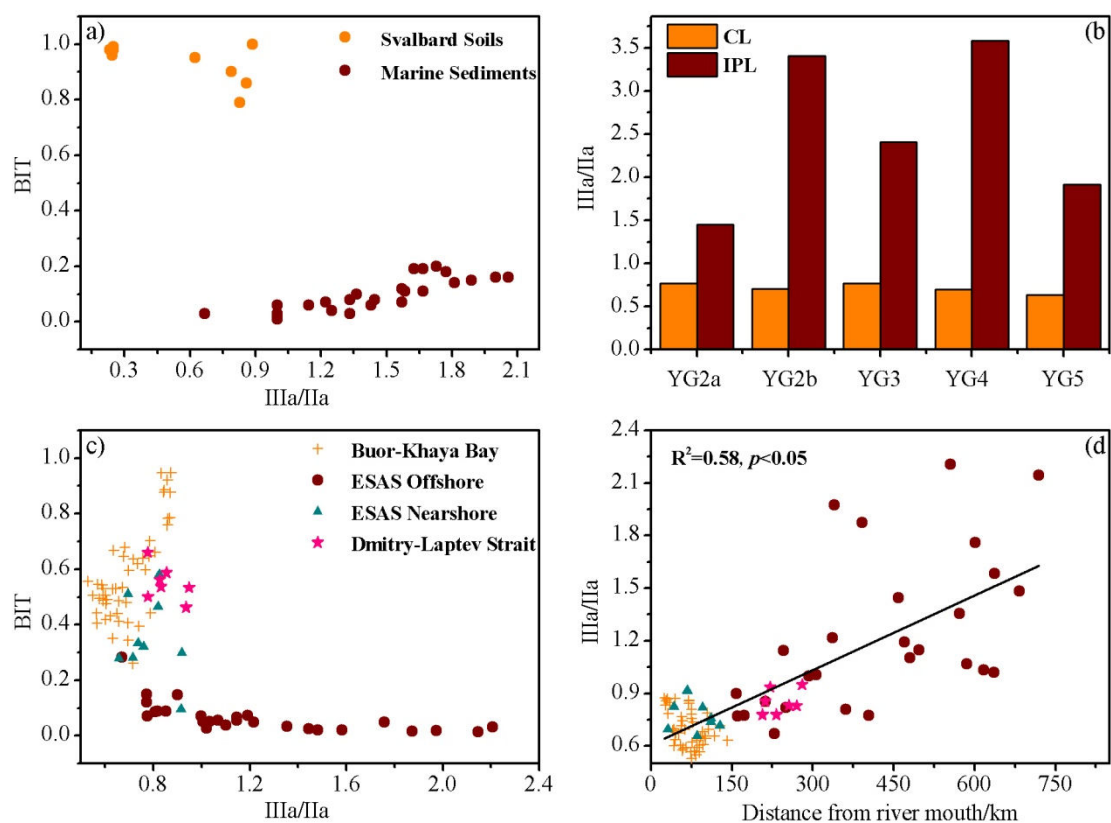 a)
Svalbard Soils
Marine Sediments
1.0
0.8
0.6
0.4
0.2
0.0
BIT
0.3 0.6 0.9 1.2 1.5 1.8 2.1
IIIa/IIa
(b)
CL
IPL
3.5
3.0
2.5
2.0
1.5
1.0
0.5
0.0
IIIa/IIa
YG2a YG2b YG3 YG4 YG5
c)
Buor-Khaya Bay
ESAS Offshore
ESAS Nearshore
Dmitry-Laptev Strait
1.0
0.8
0.6
0.4
0.2
0.0
BIT
0.8 1.2 1.6 2.0 2.4
IIIa/IIa
(d)
R²=0.58, p<0.05
2.4
2.1
1.8
1.5
1.2
0.9
0.6
IIIa/IIa
0 150 300 450 600 750
Distance from river mouth/km